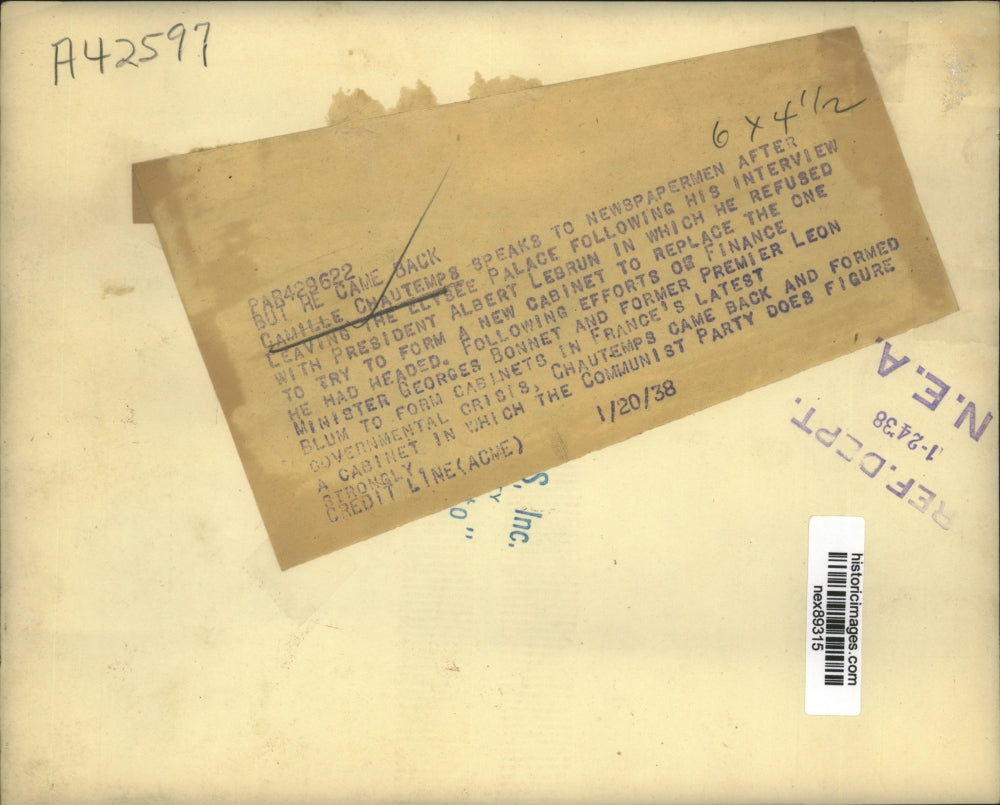 A42597
6 x 4 1/2
PAR429622
BUT HE CAME BACK
CAMILLE CHAUTEMPS SPEAKS TO NEWSPAPERMEN AFTER
LEAVING THE ELYSEE PALACE FOLLOWING HIS INTERVIEW
WITH PRESIDENT ALBERT LEBRUN IN WHICH HE REFUSED
TO TRY TO FORM A NEW CABINET TO REPLACE THE ONE
HE HAD HEADED. FOLLOWING EFFORTS OF FINANCE
MINISTER GEORGES BONNET AND FORMER PREMIER LEON
BLUM TO FORM CABINETS IN FRANCE'S LATEST
GOVERNMENTAL CRISIS, CHAUTEMPS CAME BACK AND FORMED
A CABINET IN WHICH THE COMMUNIST PARTY DOES FIGURE
STRONGLY
CREDIT LINE (ACME) 1/20/38
S, Inc.
Y
TO"
N.E.A.
1-24-38
REF. DEPT.
historicimages.com
nex89315